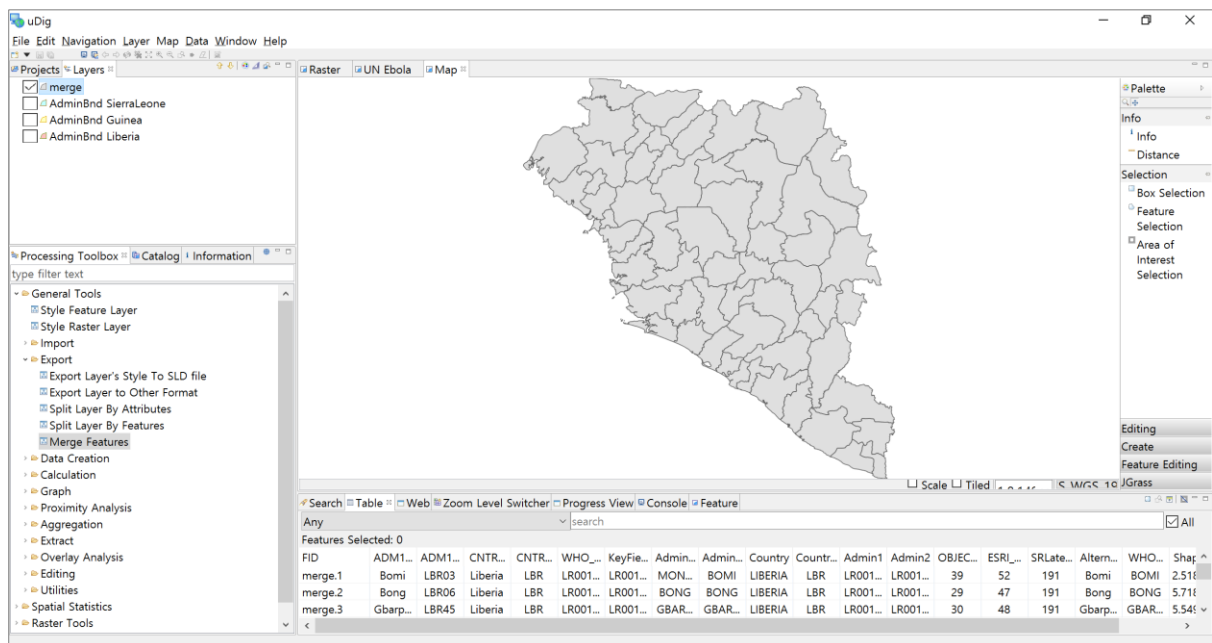 uDig
File Edit Navigation Layer Map Data Window Help
Projects Layers
merge
AdminBnd SierraLeone
AdminBnd Guinea
AdminBnd Liberia
Raster UN Ebola Map
Palette
Info
Info
Distance
Selection
Box Selection
Feature
Selection
Area of
Interest
Selection
Editing
Create
Feature Editing
JGrass
Processing Toolbox Catalog Information
type filter text
General Tools
Style Feature Layer
Style Raster Layer
Import
Export
Export Layer's Style To SLD file
Export Layer to Other Format
Split Layer By Attributes
Split Layer By Features
Merge Features
Data Creation
Calculation
Graph
Proximity Analysis
Aggregation
Extract
Overlay Analysis
Editing
Utilities
Spatial Statistics
Raster Tools
Scale Tiled
Search Table Web Zoom Level Switcher Progress View Console Feature
Any search All
Features Selected: 0
FID ADM1... ADM1... CNTR... CNTR... WHO_... KeyFie... Admin... Admin... Country Countr... Admin1 Admin2 OBJEC... ESRI_... SRLate... Altern... WHO... Shap
merge.1 Bomi LBR03 Liberia LBR LR001... LR001... MON... BOMI LIBERIA LBR LR001... LR001... 39 52 191 Bomi BOMI 2.518
merge.2 Bong LBR06 Liberia LBR LR001... LR001... BONG BONG LIBERIA LBR LR001... LR001... 29 47 191 Bong BONG 5.718
merge.3 Gbarp... LBR45 Liberia LBR LR001... LR001... GBAR... GBAR... LIBERIA LBR LR001... LR001... 30 48 191 Gbarp... GBAR... 5.549